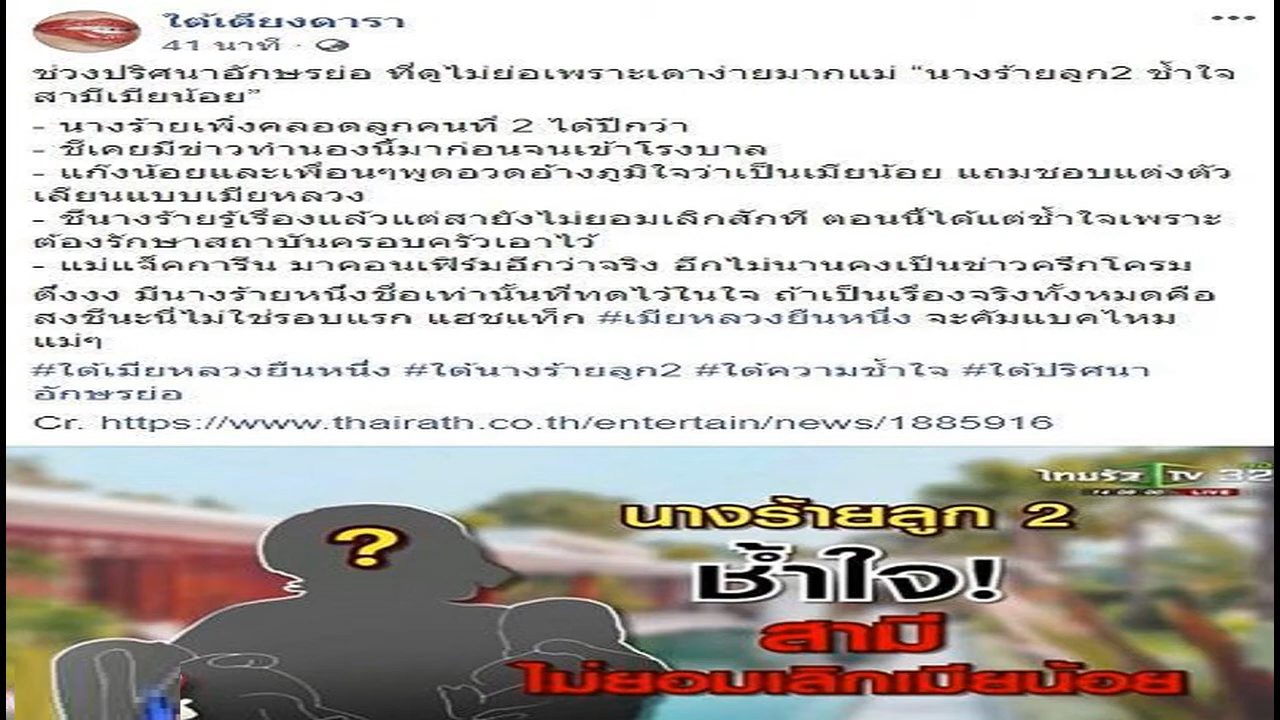 ใต้เตียงดารา
41 นาที ·
ช่วงปริศนาอักษรย่อ ที่ดูไม่ย่อเพราะเดาง่ายมากแม่ “นางร้ายลูก2 ช้ำใจ
สามีเมียน้อย”
- นางร้ายเพิ่งคลอดลูกคนที่ 2 ได้ปีกว่า
- ชีเคยมีข่าวทำนองนี้มาก่อนจนเข้าโรงบาล
- แก๊งน้อยและเพื่อนๆพูดอวดอ้างภูมิใจว่าเป็นเมียน้อย แถมชอบแต่งตัว
เลียนแบบเมียหลวง
- ชีนางร้ายรู้เรื่องแล้วแต่สายังไม่ยอมเลิกสักที ตอนนี้ได้แต่ช้ำใจเพราะ
ต้องรักษาสถาบันครอบครัวเอาไว้
- แม่แจ็คการีน มาคอนเฟิร์มอีกว่าจริง อีกไม่นานคงเป็นข่าวครึกโครม
ดึงงง มีนางร้ายหนึ่งชื่อเท่านั้นที่ทดไว้ในใจ ถ้าเป็นเรื่องจริงทั้งหมดคือ
สงชีนะนี่ไม่ใช่รอบแรก แฮชแท็ก #เมียหลวงยืนหนึ่ง จะคัมแบคไหม
แม่ๆ
#ใต้เมียหลวงยืนหนึ่ง #ใต้นางร้ายลูก2 #ใต้ความช้ำใจ #ใต้ปริศนา
อักษรย่อ
Cr. https://www.thairath.co.th/entertain/news/1885916
ไทยรัฐ TV 32
LIVE
?
นางร้ายลูก 2
ช้ำใจ!
สามี
ไม่ยอมเลิกเมียน้อย